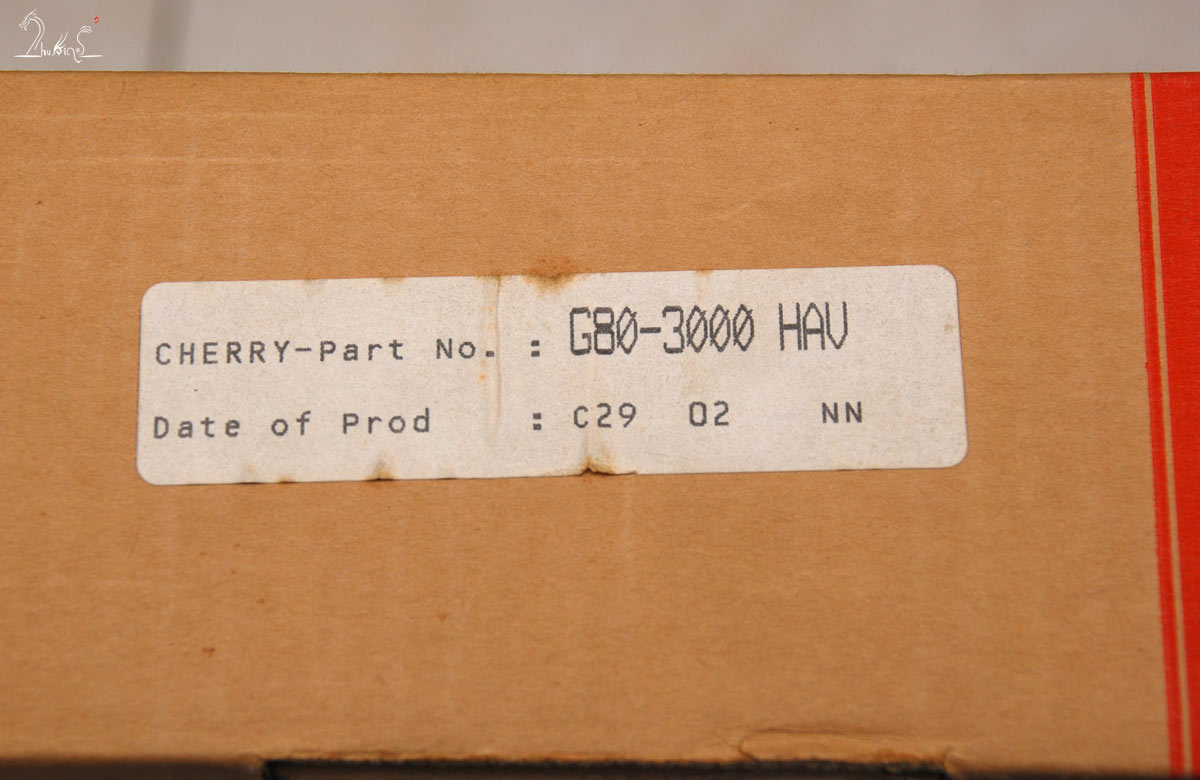 CHERRY-Part No. : G80-3000 HAV
Date of Prod : C29 02 NN